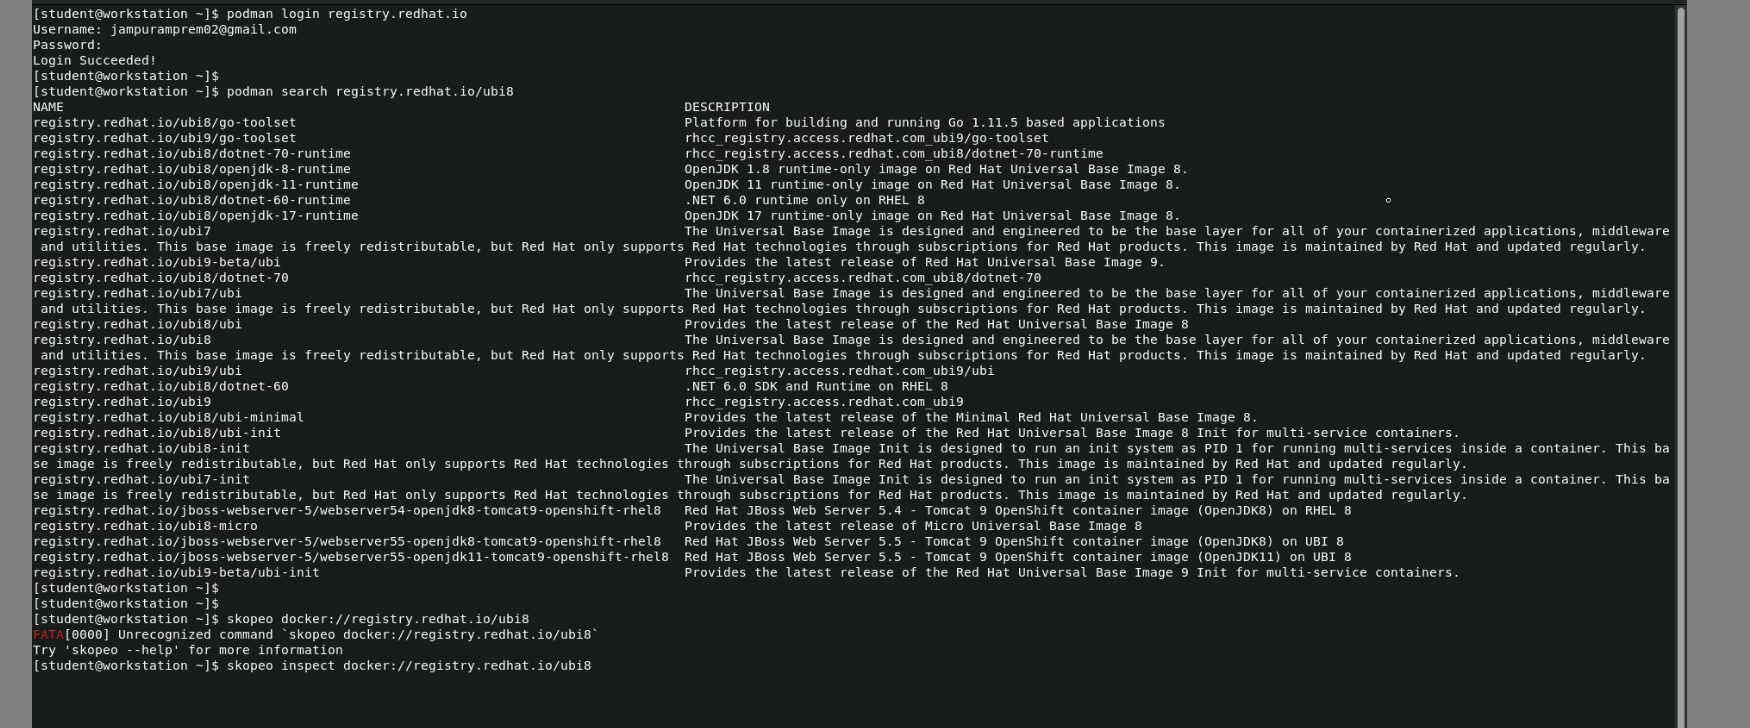 [student@workstation ~]$ podman login registry.redhat.io
Username: jampuramprem02@gmail.com
Password:
Login Succeeded!
[student@workstation ~]$
[student@workstation ~]$ podman search registry.redhat.io/ubi8
NAME                                                                                DESCRIPTION
registry.redhat.io/ubi8/go-toolset                                                  Platform for building and running Go 1.11.5 based applications
registry.redhat.io/ubi9/go-toolset                                                  rhcc_registry.access.redhat.com_ubi9/go-toolset
registry.redhat.io/ubi8/dotnet-70-runtime                                           rhcc_registry.access.redhat.com_ubi8/dotnet-70-runtime
registry.redhat.io/ubi8/openjdk-8-runtime                                           OpenJDK 1.8 runtime-only image on Red Hat Universal Base Image 8.
registry.redhat.io/ubi8/openjdk-11-runtime                                          OpenJDK 11 runtime-only image on Red Hat Universal Base Image 8.
registry.redhat.io/ubi8/dotnet-60-runtime                                           .NET 6.0 runtime only on RHEL 8
registry.redhat.io/ubi8/openjdk-17-runtime                                          OpenJDK 17 runtime-only image on Red Hat Universal Base Image 8.
registry.redhat.io/ubi7                                                             The Universal Base Image is designed and engineered to be the base layer for all of your containerized applications, middleware
 and utilities. This base image is freely redistributable, but Red Hat only supports Red Hat technologies through subscriptions for Red Hat products. This image is maintained by Red Hat and updated regularly.
registry.redhat.io/ubi9-beta/ubi                                                    Provides the latest release of Red Hat Universal Base Image 9.
registry.redhat.io/ubi8/dotnet-70                                                   rhcc_registry.access.redhat.com_ubi8/dotnet-70
registry.redhat.io/ubi7/ubi                                                         The Universal Base Image is designed and engineered to be the base layer for all of your containerized applications, middleware
 and utilities. This base image is freely redistributable, but Red Hat only supports Red Hat technologies through subscriptions for Red Hat products. This image is maintained by Red Hat and updated regularly.
registry.redhat.io/ubi8/ubi                                                         Provides the latest release of the Red Hat Universal Base Image 8
registry.redhat.io/ubi8                                                             The Universal Base Image is designed and engineered to be the base layer for all of your containerized applications, middleware
 and utilities. This base image is freely redistributable, but Red Hat only supports Red Hat technologies through subscriptions for Red Hat products. This image is maintained by Red Hat and updated regularly.
registry.redhat.io/ubi9/ubi                                                         rhcc_registry.access.redhat.com_ubi9/ubi
registry.redhat.io/ubi8/dotnet-60                                                   .NET 6.0 SDK and Runtime on RHEL 8
registry.redhat.io/ubi9                                                             rhcc_registry.access.redhat.com_ubi9
registry.redhat.io/ubi8/ubi-minimal                                                 Provides the latest release of the Minimal Red Hat Universal Base Image 8.
registry.redhat.io/ubi8/ubi-init                                                    Provides the latest release of the Red Hat Universal Base Image 8 Init for multi-service containers.
registry.redhat.io/ubi8-init                                                        The Universal Base Image Init is designed to run an init system as PID 1 for running multi-services inside a container. This ba
se image is freely redistributable, but Red Hat only supports Red Hat technologies through subscriptions for Red Hat products. This image is maintained by Red Hat and updated regularly.
registry.redhat.io/ubi7-init                                                        The Universal Base Image Init is designed to run an init system as PID 1 for running multi-services inside a container. This ba
se image is freely redistributable, but Red Hat only supports Red Hat technologies through subscriptions for Red Hat products. This image is maintained by Red Hat and updated regularly.
registry.redhat.io/jboss-webserver-5/webserver54-openjdk8-tomcat9-openshift-rhel8   Red Hat JBoss Web Server 5.4 - Tomcat 9 OpenShift container image (OpenJDK8) on RHEL 8
registry.redhat.io/ubi8-micro                                                       Provides the latest release of Micro Universal Base Image 8
registry.redhat.io/jboss-webserver-5/webserver55-openjdk8-tomcat9-openshift-rhel8   Red Hat JBoss Web Server 5.5 - Tomcat 9 OpenShift container image (OpenJDK8) on UBI 8
registry.redhat.io/jboss-webserver-5/webserver55-openjdk11-tomcat9-openshift-rhel8  Red Hat JBoss Web Server 5.5 - Tomcat 9 OpenShift container image (OpenJDK11) on UBI 8
registry.redhat.io/ubi9-beta/ubi-init                                               Provides the latest release of the Red Hat Universal Base Image 9 Init for multi-service containers.
[student@workstation ~]$
[student@workstation ~]$
[student@workstation ~]$ skopeo docker://registry.redhat.io/ubi8
FATA[0000] Unrecognized command `skopeo docker://registry.redhat.io/ubi8`
Try 'skopeo --help' for more information
[student@workstation ~]$ skopeo inspect docker://registry.redhat.io/ubi8